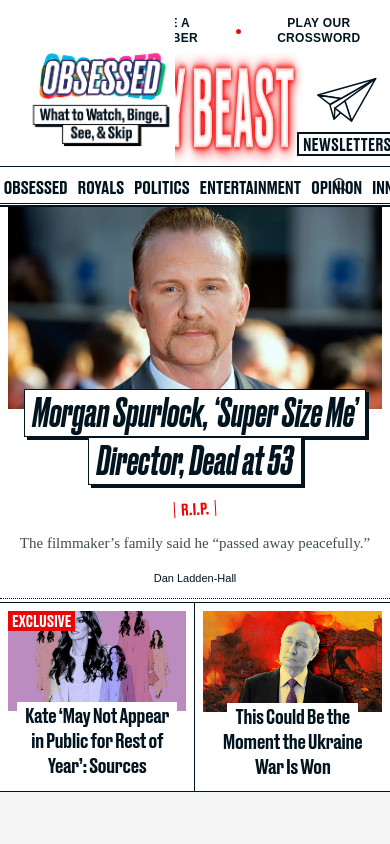 PLAY OUR
CROSSWORD
OBSESSED
What to Watch, Binge,
See, & Skip
Y BEAST
NEWSLETTERS
OBSESSED ROYALS POLITICS ENTERTAINMENT OPINION
Morgan Spurlock, ‘Super Size Me’
Director, Dead at 53
R.I.P.
The filmmaker’s family said he “passed away peacefully.”
Dan Ladden-Hall
EXCLUSIVE
Kate ‘May Not Appear
in Public for Rest of
Year’: Sources
This Could Be the
Moment the Ukraine
War Is Won